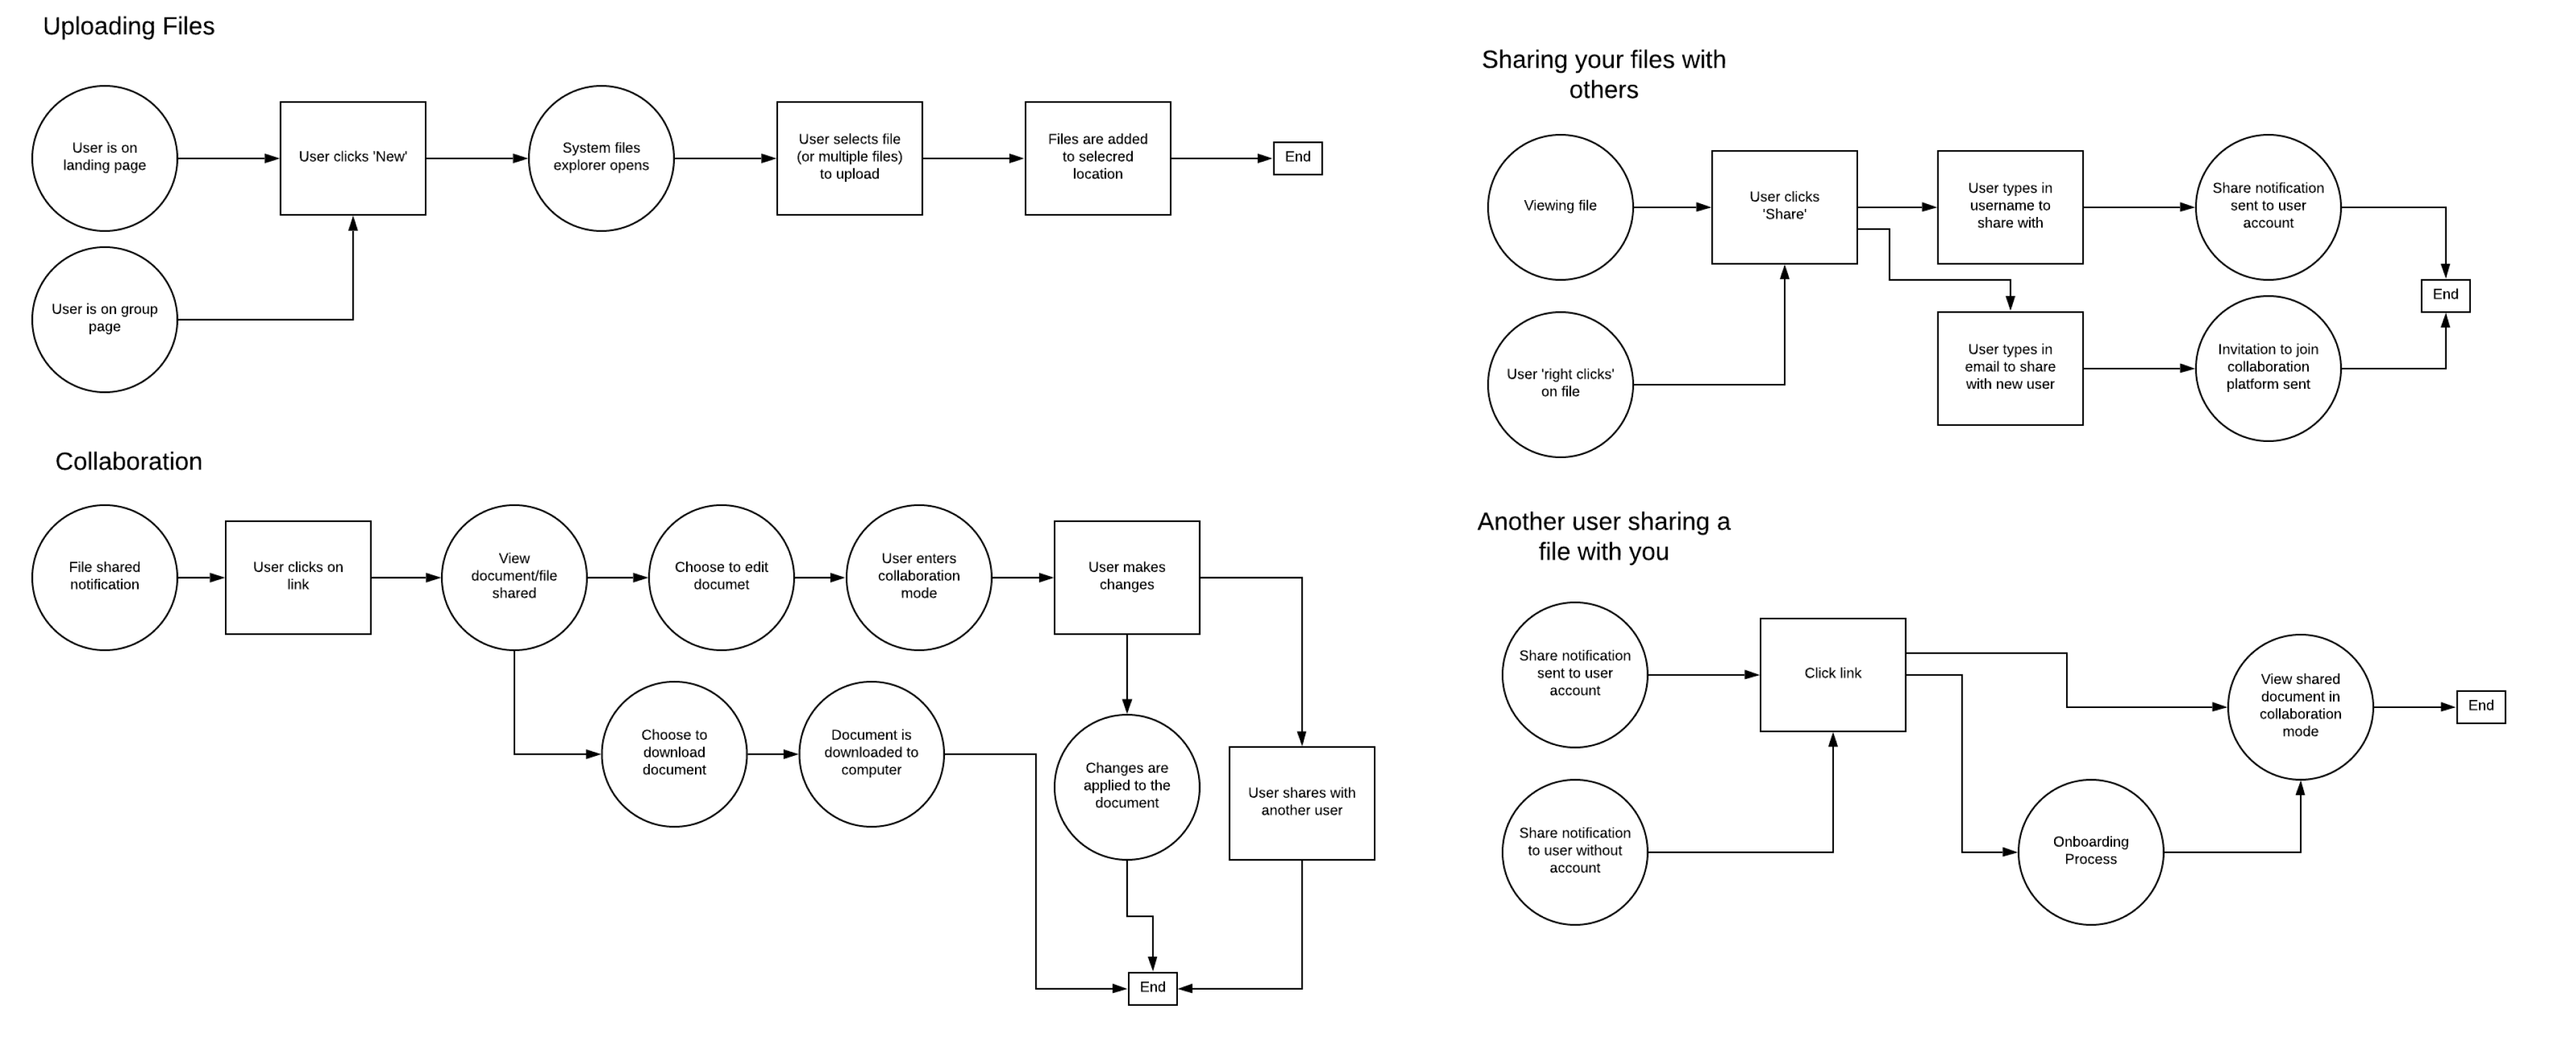 Uploading Files
User is on
landing page
User clicks 'New'
System files
explorer opens
User selects file
(or multiple files)
to upload
Files are added
to selecred
location
End
User is on group
page
Sharing your files with
others
Viewing file
User clicks
'Share'
User types in
username to
share with
Share notification
sent to user
account
End
User 'right clicks'
on file
User types in
email to share
with new user
Invitation to join
collaboration
platform sent
Collaboration
File shared
notification
User clicks on
link
View
document/file
shared
Choose to edit
documet
User enters
collaboration
mode
User makes
changes
Choose to
download
document
Document is
downloaded to
computer
Changes are
applied to the
document
User shares with
another user
End
Another user sharing a
file with you
Share notification
sent to user
account
Click link
View shared
document in
collaboration
mode
End
Share notification
to user without
account
Onboarding
Process